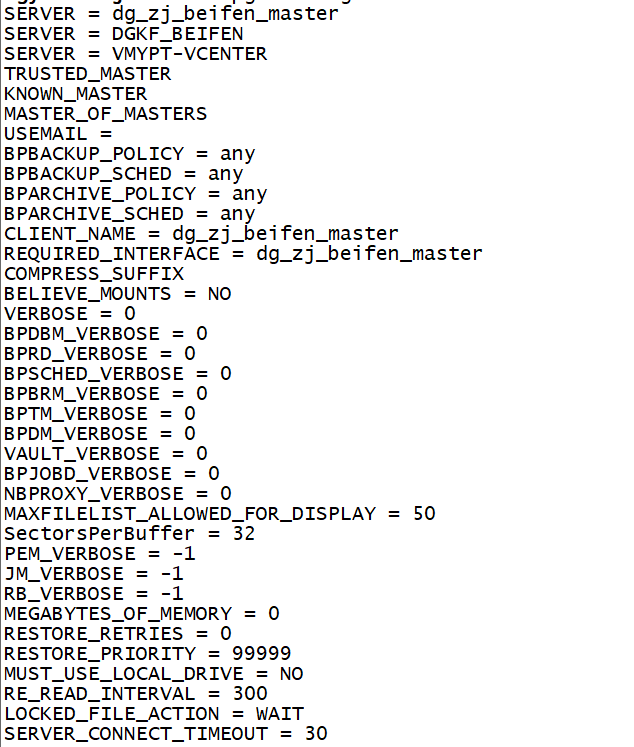 SERVER = dg_zj_beifen_master
SERVER = DGKF_BEIFEN
SERVER = VMYPT-VCENTER
TRUSTED_MASTER
KNOWN_MASTER
MASTER_OF_MASTERS
USEMAIL =
BPBACKUP_POLICY = any
BPBACKUP_SCHED = any
BPARCHIVE_POLICY = any
BPARCHIVE_SCHED = any
CLIENT_NAME = dg_zj_beifen_master
REQUIRED_INTERFACE = dg_zj_beifen_master
COMPRESS_SUFFIX
BELIEVE_MOUNTS = NO
VERBOSE = 0
BPDBM_VERBOSE = 0
BPRD_VERBOSE = 0
BPSCHED_VERBOSE = 0
BPBRM_VERBOSE = 0
BPTM_VERBOSE = 0
BPDM_VERBOSE = 0
VAULT_VERBOSE = 0
BPJOBD_VERBOSE = 0
NBPROXY_VERBOSE = 0
MAXFILELIST_ALLOWED_FOR_DISPLAY = 50
SectorsPerBuffer = 32
PEM_VERBOSE = -1
JM_VERBOSE = -1
RB_VERBOSE = -1
MEGABYTES_OF_MEMORY = 0
RESTORE_RETRIES = 0
RESTORE_PRIORITY = 99999
MUST_USE_LOCAL_DRIVE = NO
RE_READ_INTERVAL = 300
LOCKED_FILE_ACTION = WAIT
SERVER_CONNECT_TIMEOUT = 30